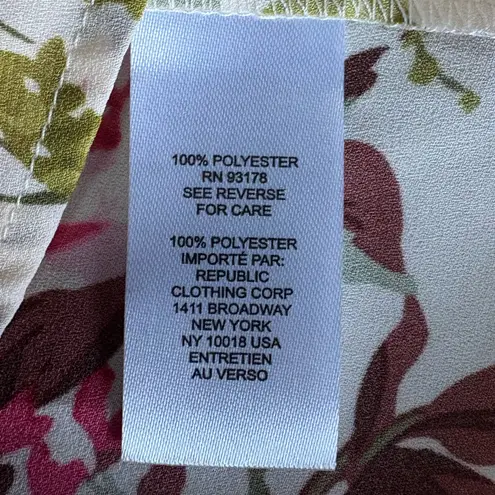 100% POLYESTER
RN 93178
SEE REVERSE
FOR CARE
100% POLYESTER
IMPORTÉ PAR:
REPUBLIC
CLOTHING CORP
1411 BROADWAY
NEW YORK
NY 10018 USA
ENTRETIEN
AU VERSO